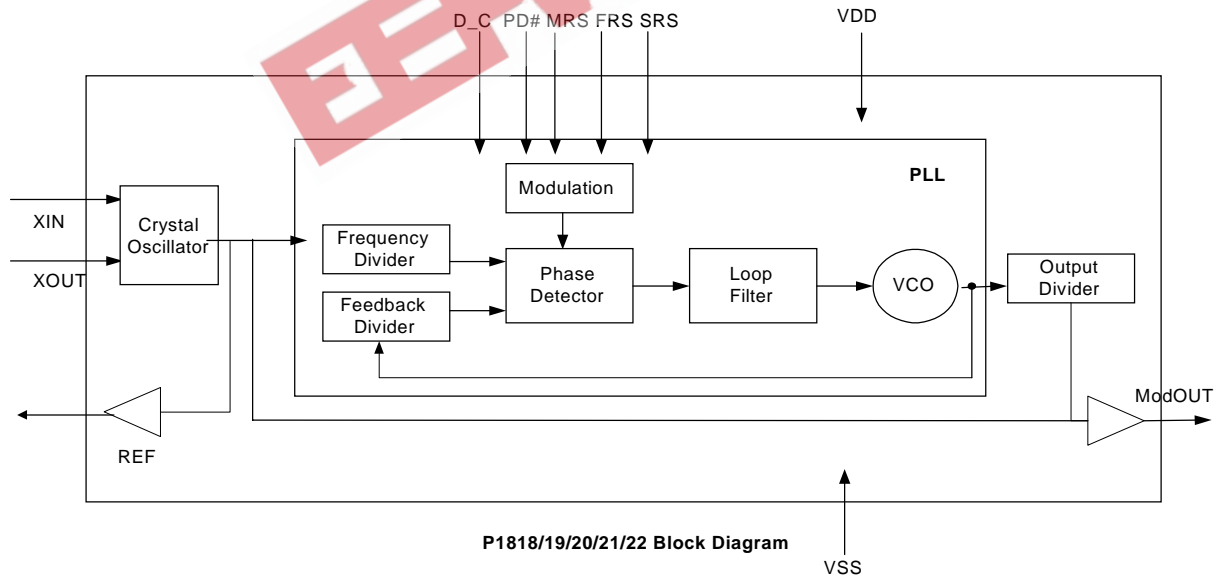 D_C PD# MRS FRS SRS
VDD
PLL
Modulation
XIN
Crystal
Oscillator
XOUT
Frequency
Divider
Feedback
Divider
Phase
Detector
Loop
Filter
VCO
Output
Divider
ModOUT
REF
P1818/19/20/21/22 Block Diagram
VSS